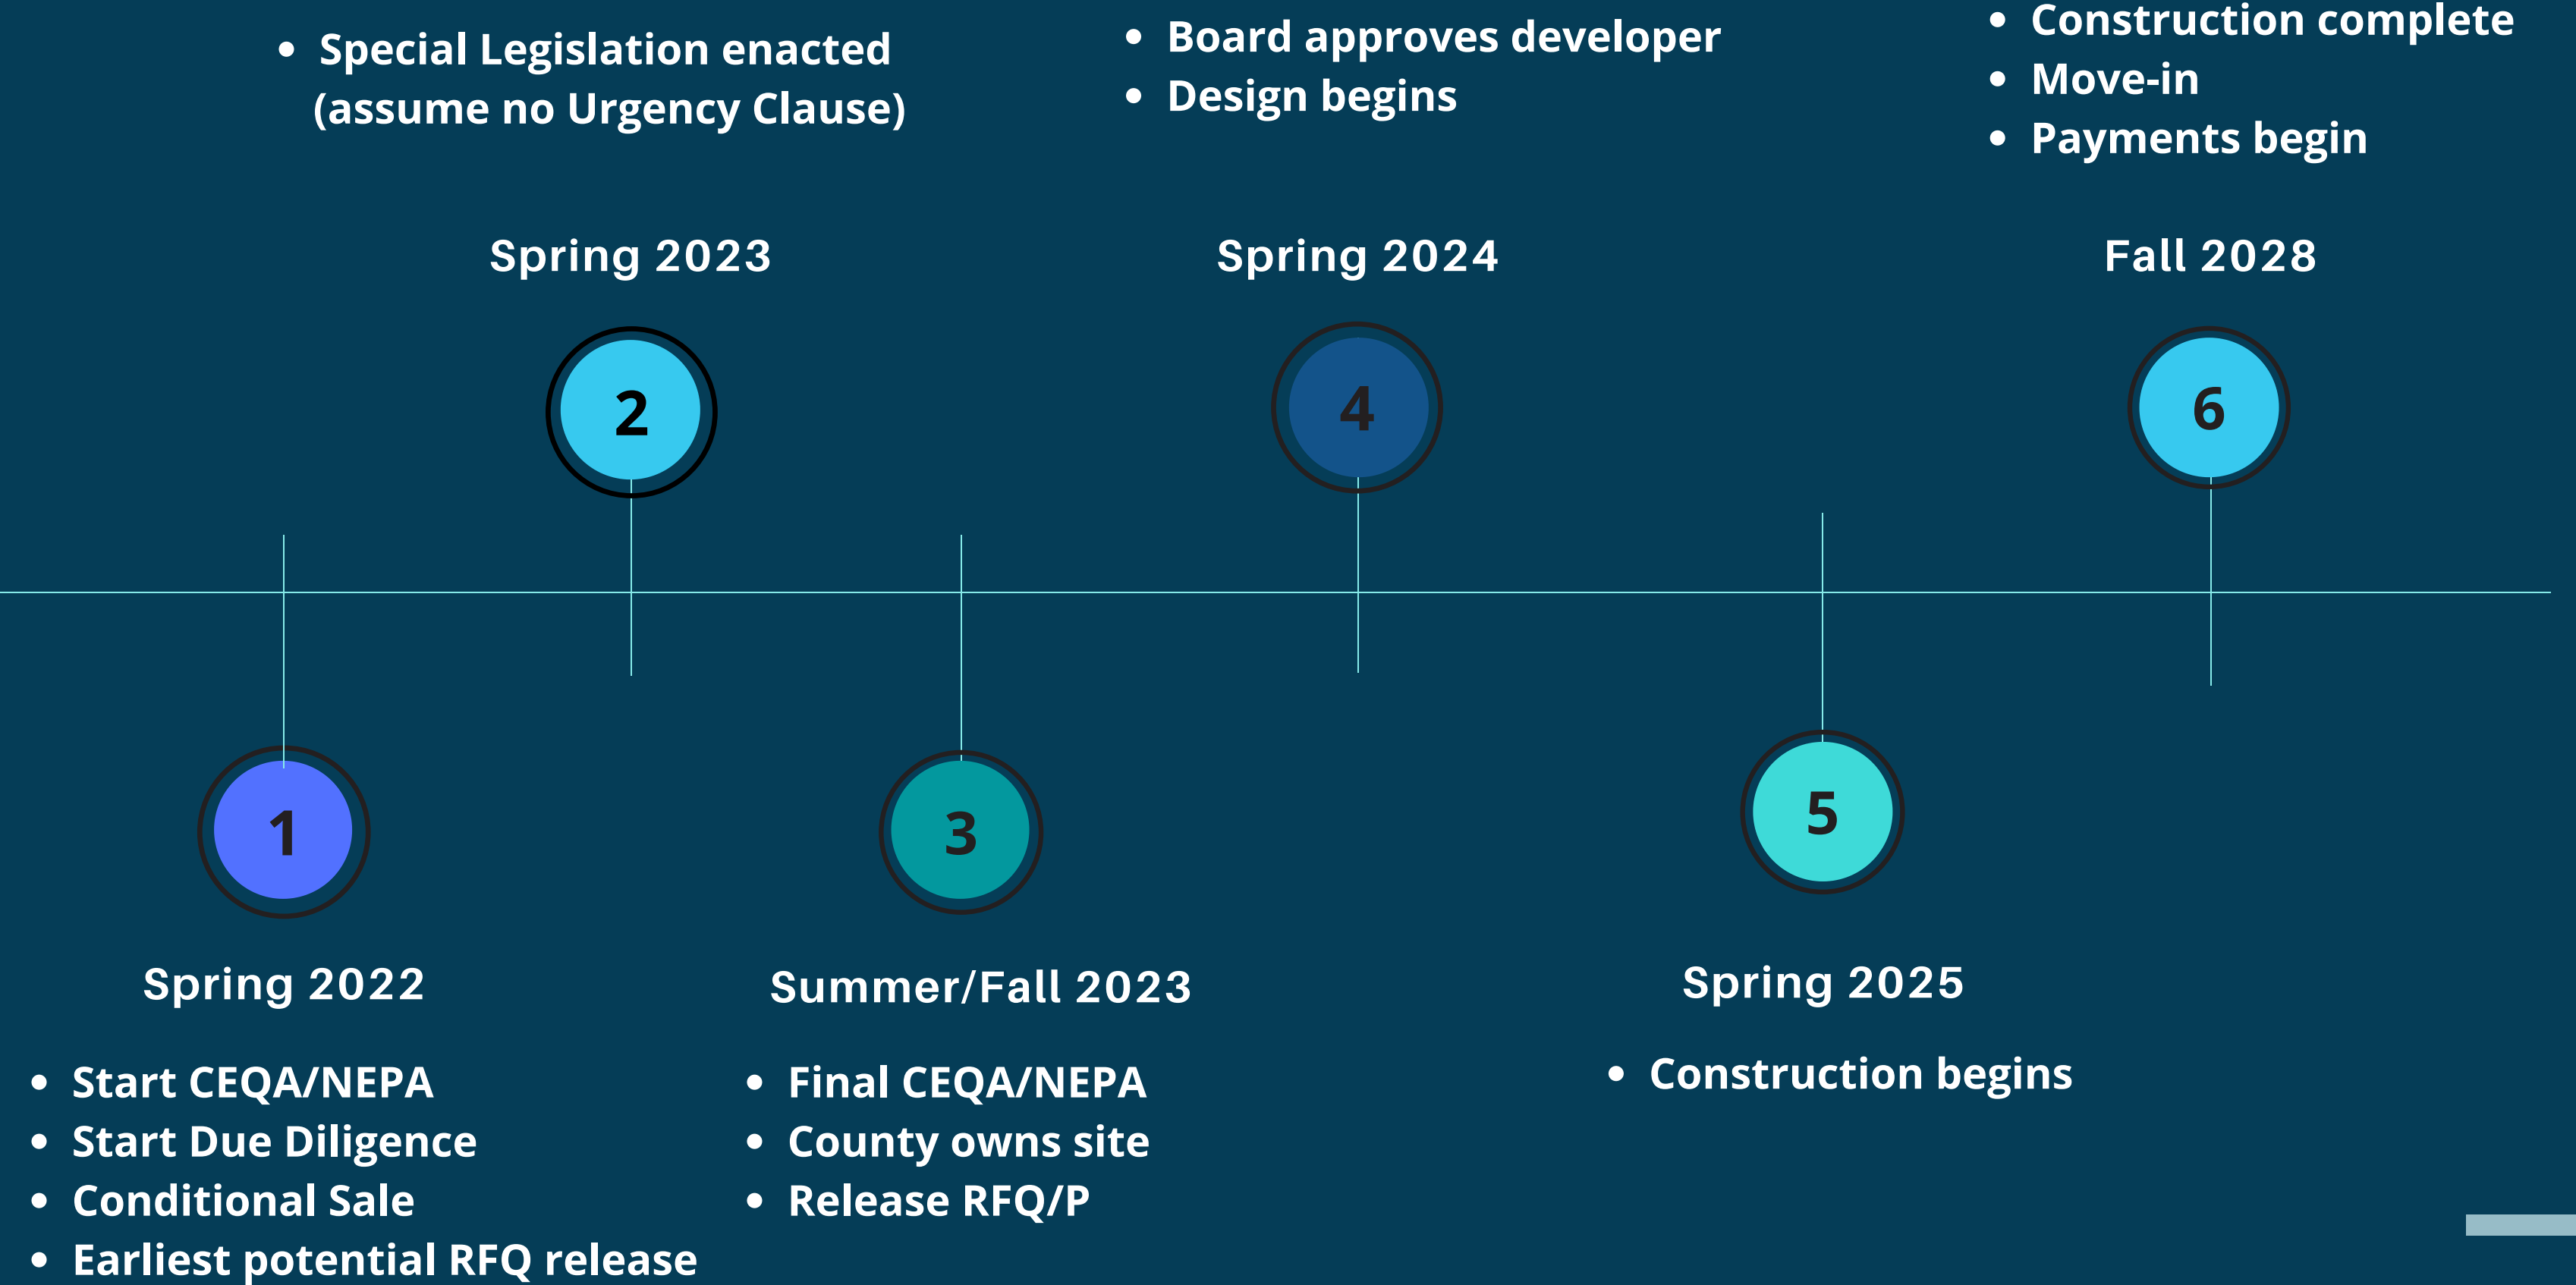 • Special Legislation enacted
(assume no Urgency Clause)
Spring 2023
2
• Board approves developer
• Design begins
Spring 2024
4
• Construction complete
• Move-in
• Payments begin
Fall 2028
6
1
Spring 2022
• Start CEQA/NEPA
• Start Due Diligence
• Conditional Sale
• Earliest potential RFQ release
3
Summer/Fall 2023
• Final CEQA/NEPA
• County owns site
• Release RFQ/P
5
Spring 2025
• Construction begins